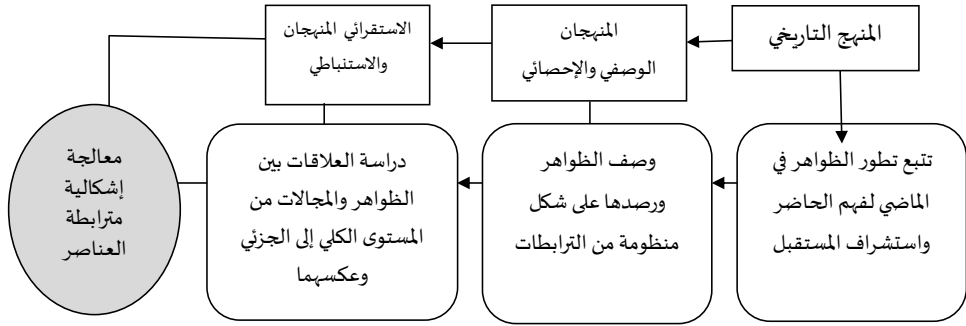 المنهج التاريخي
المنهجان
الوصفي والإحصائي
الاستقرائي المنهجان
والاستنباطي
تتبع تطور الظواهر في
الماضي لفهم الحاضر
واستشراف المستقبل
وصف الظواهر
ورصدها على شكل
منظومة من الترابطات
دراسة العلاقات بين
الظواهر والمجالات من
المستوى الكلي إلى الجزئي
وعكسهما
معالجة
إشكالية
مترابطة
العناصر